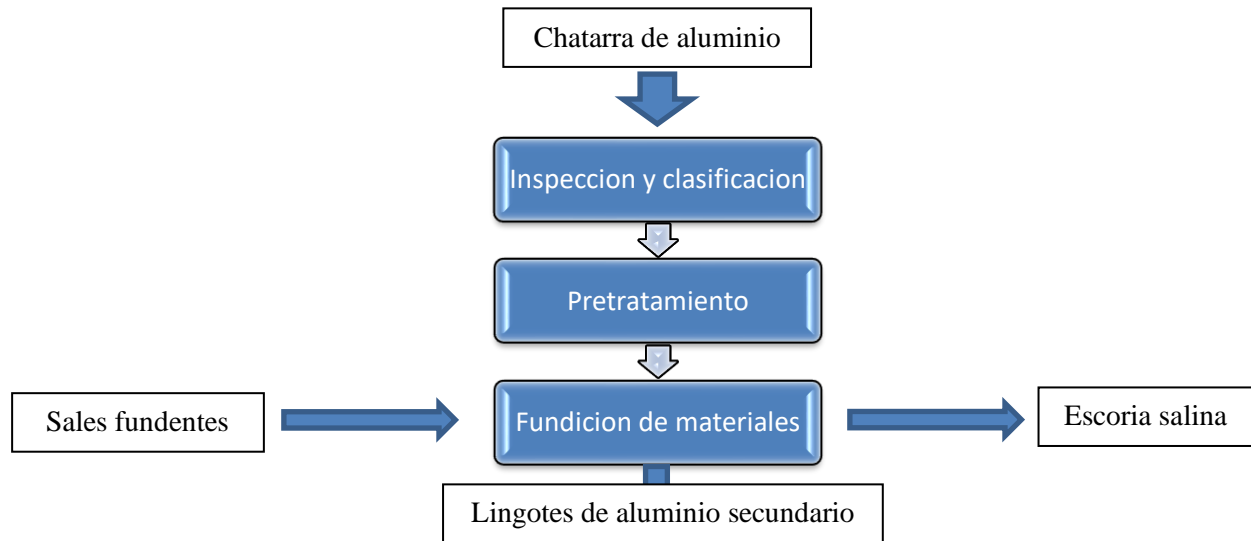 Chatarra de aluminio
Inspeccion y clasificacion
Pretratamiento
Sales fundentes
Fundicion de materiales
Escoria salina
Lingotes de aluminio secundario